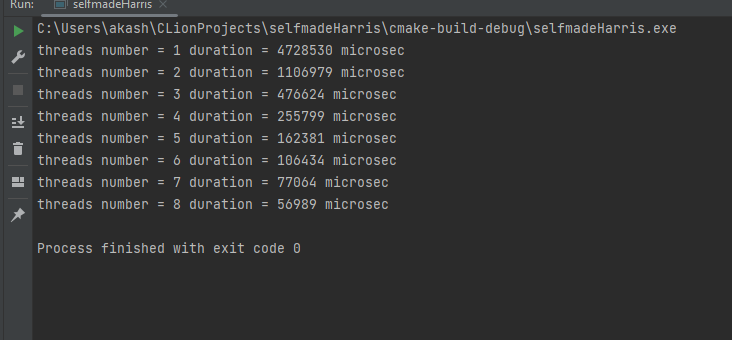 Run: selfmadeHarris
C:\Users\akash\CLionProjects\selfmadeHarris\cmake-build-debug\selfmadeHarris.exe
threads number = 1 duration = 4728530 microsec
threads number = 2 duration = 1106979 microsec
threads number = 3 duration = 476624 microsec
threads number = 4 duration = 255799 microsec
threads number = 5 duration = 162381 microsec
threads number = 6 duration = 106434 microsec
threads number = 7 duration = 77064 microsec
threads number = 8 duration = 56989 microsec
Process finished with exit code 0